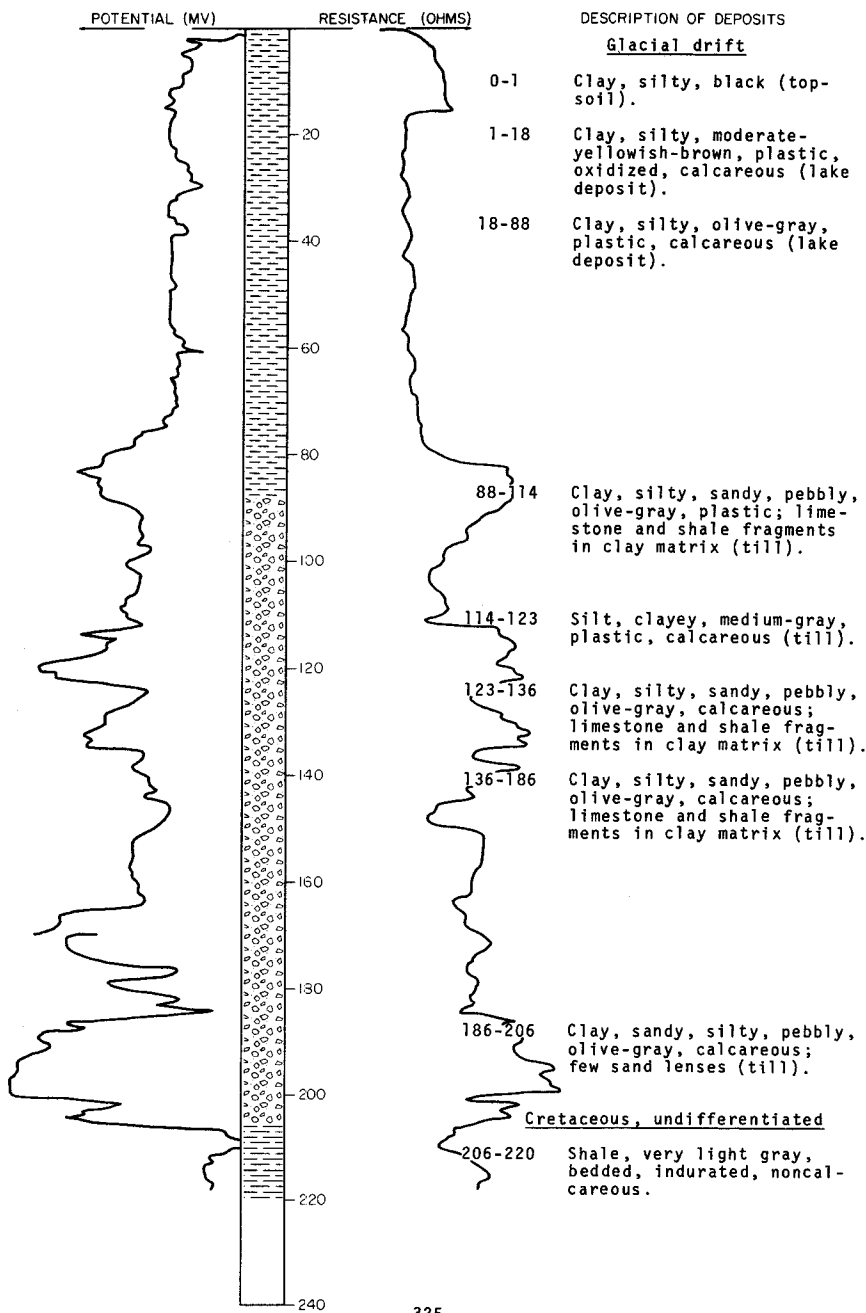 POTENTIAL (MV)
RESISTANCE (OHMS)
DESCRIPTION OF DEPOSITS
Glacial drift
0-1 Clay, silty, black (top-
soil).
20
1-18 Clay, silty, moderate-
yellowish-brown, plastic,
oxidized, calcareous (lake
deposit).
18-88 Clay, silty, olive-gray,
40
plastic, calcareous (lake
deposit).
60
80
88-114 Clay, silty, sandy, pebbly,
olive-gray, plastic; lime-
stone and shale fragments
100
in clay matrix (till).
114-123 Silt, clayey, medium-gray,
plastic, calcareous (till).
120
123-136 Clay, silty, sandy, pebbly,
olive-gray, calcareous;
limestone and shale frag-
ments in clay matrix (till).
140
136-186 Clay, silty, sandy, pebbly,
olive-gray, calcareous;
limestone and shale frag-
ments in clay matrix (till).
160
180
186-206 Clay, sandy, silty, pebbly,
olive-gray, calcareous;
few sand lenses (till).
200
Cretaceous, undifferentiated
206-220 Shale, very light gray,
bedded, indurated, noncal-
careous.
220
240